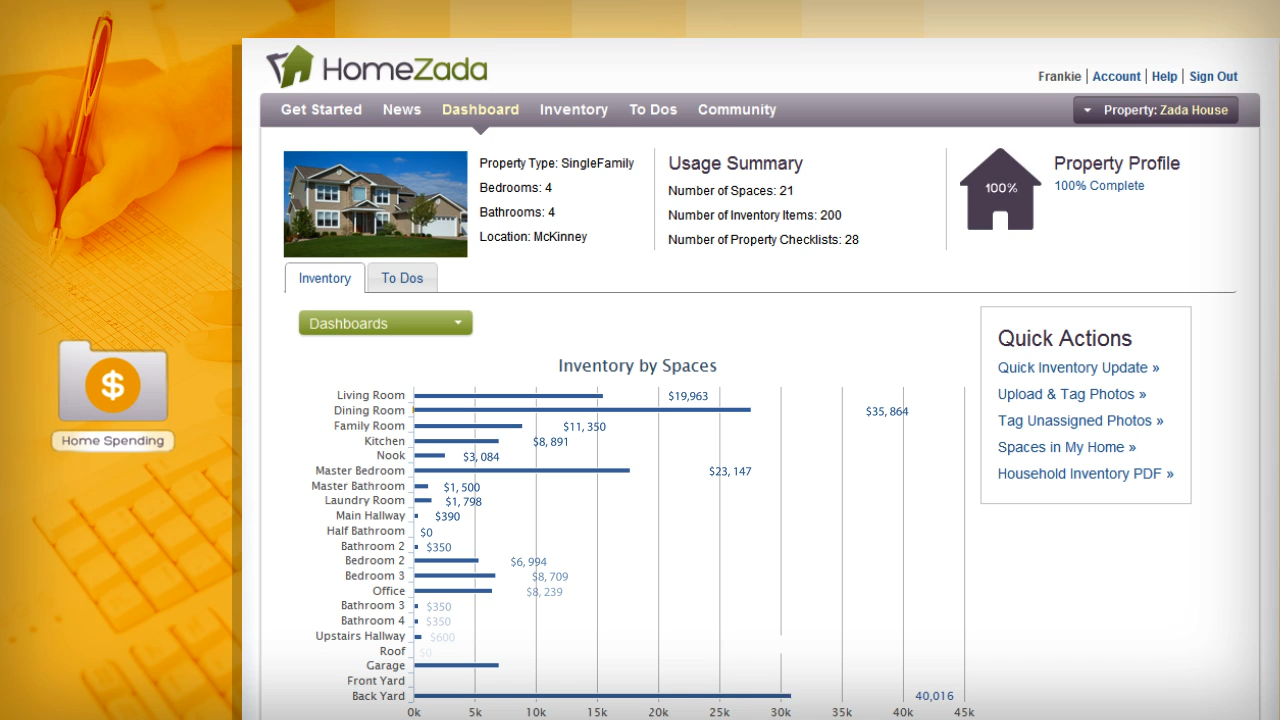 HomeZada
Frankie | Account | Help | Sign Out
Get Started News Dashboard Inventory To Dos Community
Property: Zada House
Property Type: SingleFamily
Bedrooms: 4
Bathrooms: 4
Location: McKinney
Usage Summary
Number of Spaces: 21
Number of Inventory Items: 200
Number of Property Checklists: 28
100%
Property Profile
100% Complete
Inventory To Dos
Dashboards
Quick Actions
Quick Inventory Update »
Upload & Tag Photos »
Tag Unassigned Photos »
Spaces in My Home »
Household Inventory PDF »
$
Home Spending
Inventory by Spaces
Living Room $19,963
Dining Room $35,864
Family Room $11,350
Kitchen $8,891
Nook $3,084
Master Bedroom $23,147
Master Bathroom $1,500
Laundry Room $1,798
Main Hallway $390
Half Bathroom $0
Bathroom 2 $350
Bedroom 2 $6,994
Bedroom 3 $8,709
Office $8,239
Bathroom 3 $350
Bathroom 4 $350
Upstairs Hallway $600
Roof $0
Garage
Front Yard
Back Yard 40,016
0k 5k 10k 15k 20k 25k 30k 35k 40k 45k